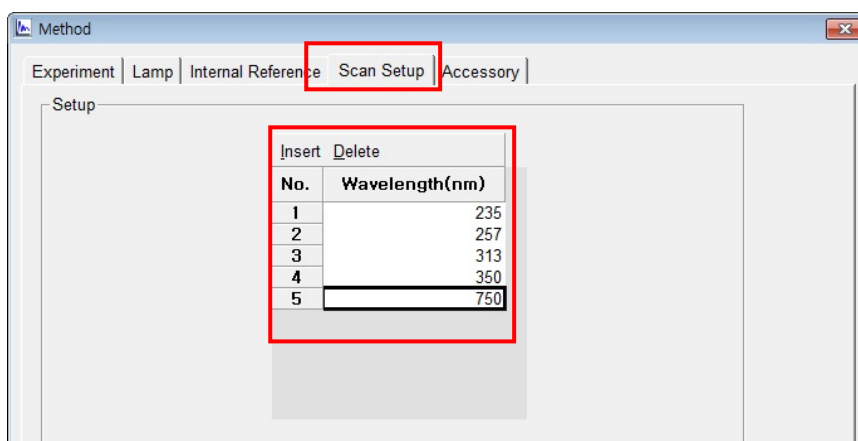 Method
Experiment Lamp Internal Reference Scan Setup Accessory
Setup
Insert Delete
No. Wavelength(nm)
1 235
2 257
3 313
4 350
5 750